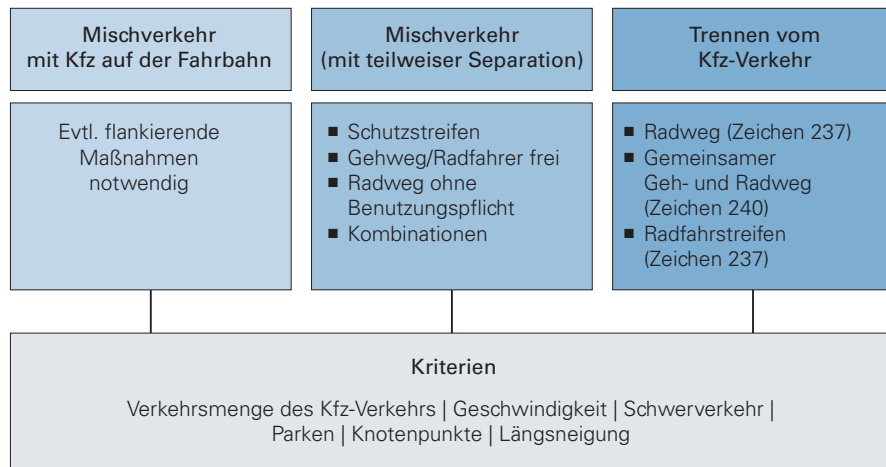 Mischverkehr
mit Kfz auf der Fahrbahn
Evtl. flankierende
Maßnahmen
notwendig
Mischverkehr
(mit teilweiser Separation)
■ Schutzstreifen
■ Gehweg/Radfahrer frei
■ Radweg ohne
Benutzungspflicht
■ Kombinationen
Trennen vom
Kfz-Verkehr
■ Radweg (Zeichen 237)
■ Gemeinsamer
Geh- und Radweg
(Zeichen 240)
■ Radfahrstreifen
(Zeichen 237)
Kriterien
Verkehrsmenge des Kfz-Verkehrs | Geschwindigkeit | Schwerverkehr |
Parken | Knotenpunkte | Längsneigung